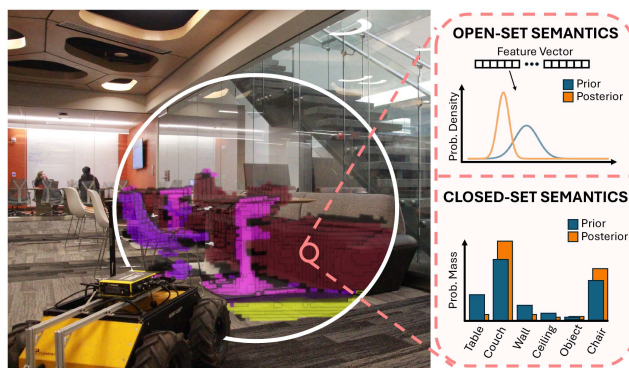 OPEN-SET SEMANTICS
Feature Vector
Prior
Posterior
Prob. Density
CLOSED-SET SEMANTICS
Prior
Posterior
Prob. Mass
Table
Couch
Wall
Ceiling
Object
Chair